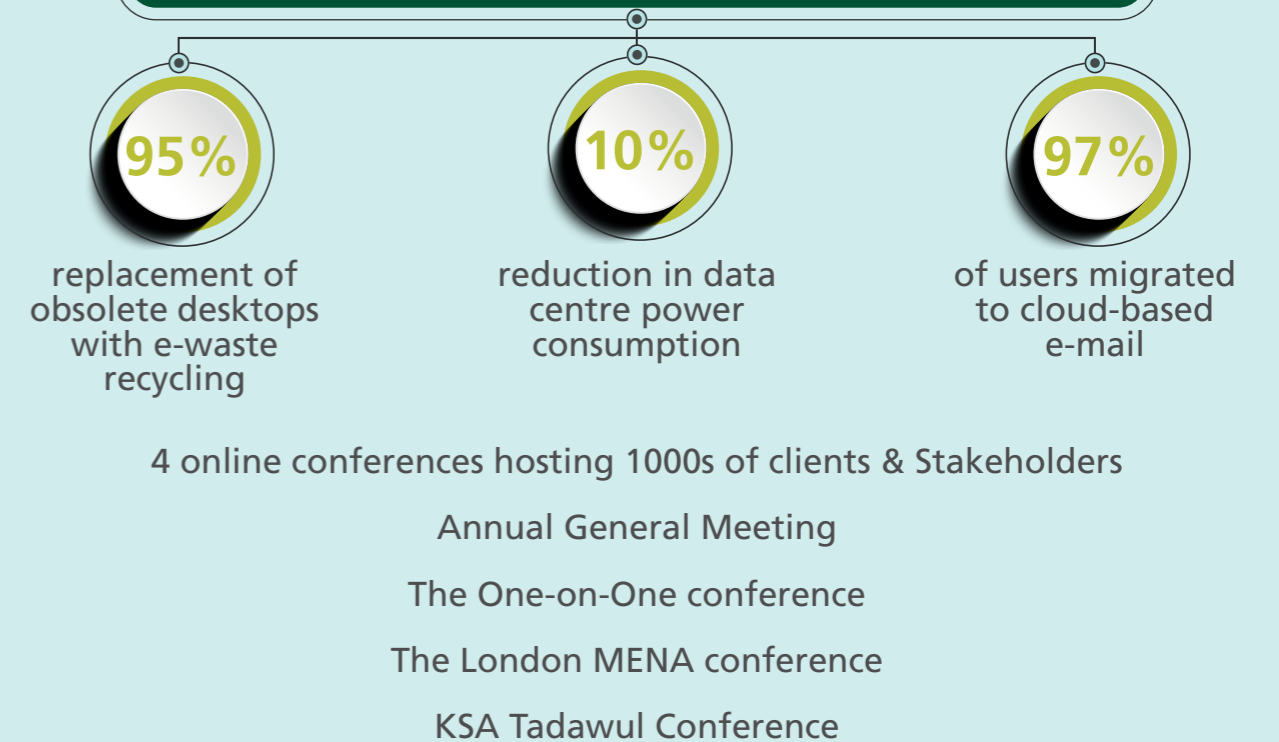 95%
replacement of
obsolete desktops
with e-waste
recycling
10%
reduction in data
centre power
consumption
97%
of users migrated
to cloud-based
e-mail
4 online conferences hosting 1000s of clients & Stakeholders
Annual General Meeting
The One-on-One conference
The London MENA conference
KSA Tadawul Conference